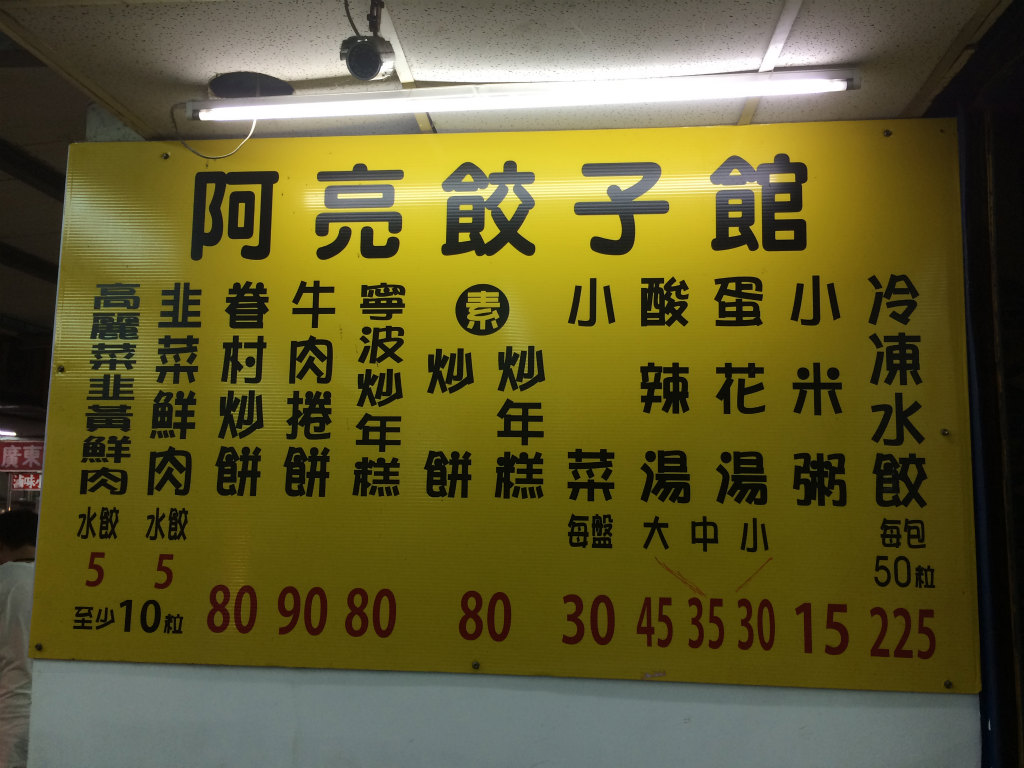 阿亮餃子館
冷凍水餃
每包
50粒
225
小米粥
15
蛋花湯
酸辣湯
大 中 小
45 35 30
小菜
每盤
30
素
炒年糕
炒餅
80
寧波炒年糕
80
牛肉捲餅
90
眷村炒餅
80
韭菜鮮肉
水餃
5
高麗菜韭黃鮮肉
水餃
5
至少10粒
廣東